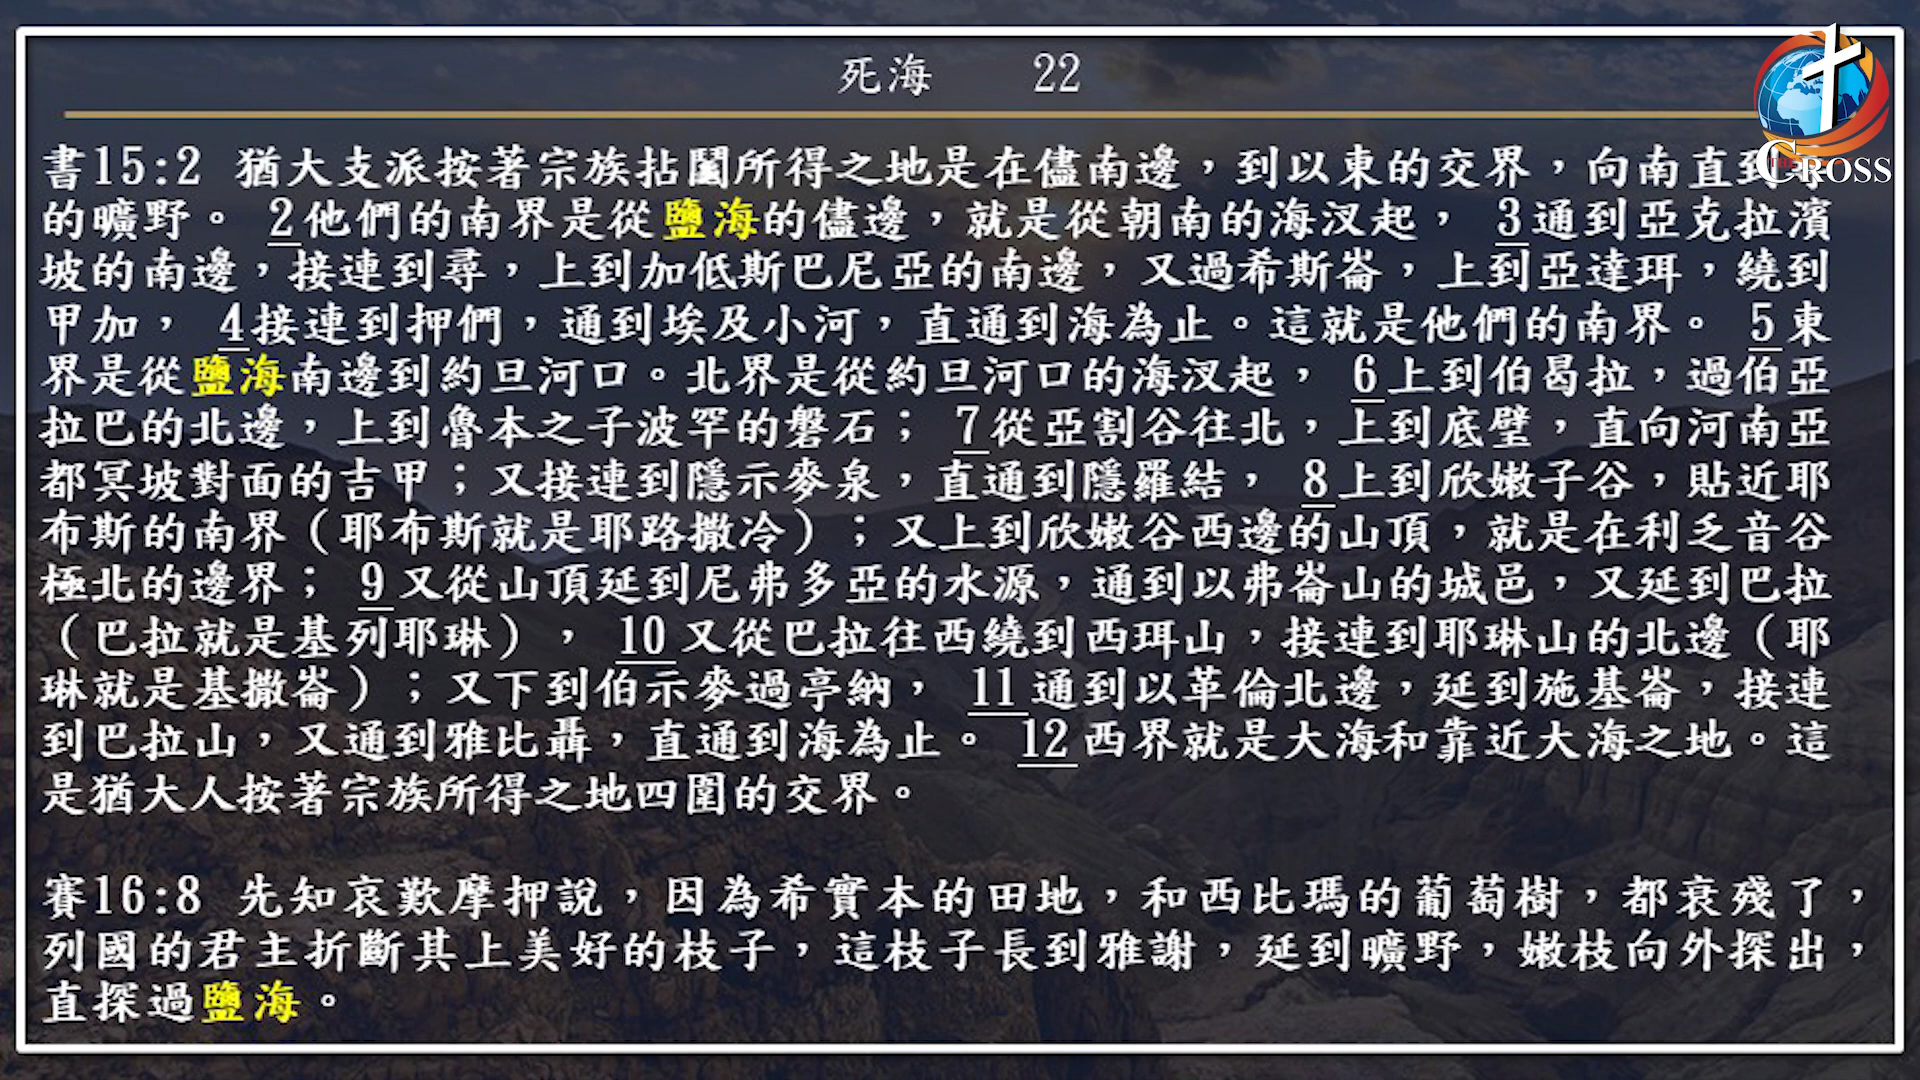 死海 22
書15:2 猶大支派按著宗族拈鬮所得之地是在儘南邊，到以東的交界，向南直到尋
的曠野。 2他們的南界是從鹽海的儘邊，就是從朝南的海汊起， 3通到亞克拉濱
坡的南邊，接連到尋，上到加低斯巴尼亞的南邊，又過希斯崙，上到亞達珥，繞到
甲加， 4接連到押們，通到埃及小河，直通到海為止。這就是他們的南界。 5東
界是從鹽海南邊到約旦河口。北界是從約旦河口的海汊起， 6上到伯曷拉，過伯亞
拉巴的北邊，上到魯本之子波罕的磐石； 7從亞割谷往北，上到底璧，直向河南亞
都冥坡對面的吉甲；又接連到隱示麥泉，直通到隱羅結， 8上到欣嫩子谷，貼近耶
布斯的南界（耶布斯就是耶路撒冷）；又上到欣嫩谷西邊的山頂，就是在利乏音谷
極北的邊界； 9又從山頂延到尼弗多亞的水源，通到以弗崙山的城邑，又延到巴拉
（巴拉就是基列耶琳）， 10又從巴拉往西繞到西珥山，接連到耶琳山的北邊（耶
琳就是基撒崙）；又下到伯示麥過亭納， 11通到以革倫北邊，延到施基崙，接連
到巴拉山，又通到雅比聶，直通到海為止。 12西界就是大海和靠近大海之地。這
是猶大人按著宗族所得之地四圍的交界。
賽16:8 先知哀歎摩押說，因為希實本的田地，和西比瑪的葡萄樹，都衰殘了，
列國的君主折斷其上美好的枝子，這枝子長到雅謝，延到曠野，嫩枝向外探出，
直探過鹽海。
THE CROSS